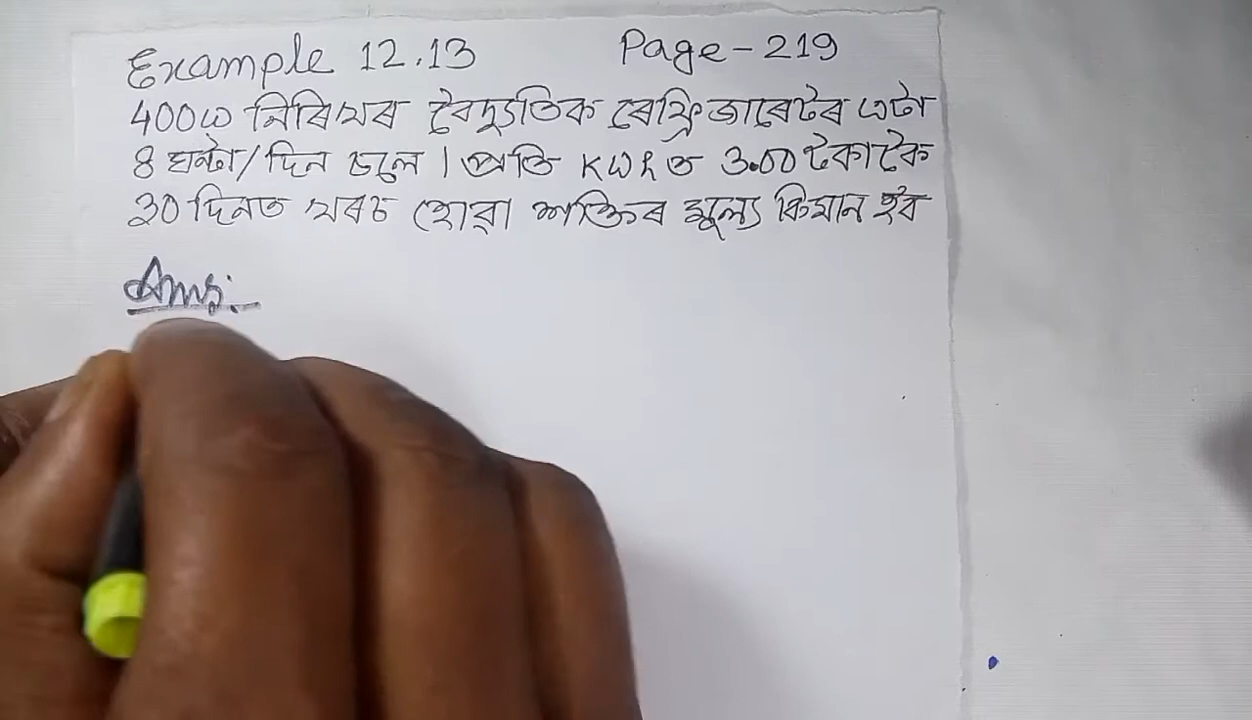 Example 12.13 Page-219
400W নিৰিখৰ বৈদ্যুতিক ৰেফ্ৰিজাৰেটৰ এটা
8 ঘন্টা/দিন চলে। প্ৰতি KWh ত 3.00 টকাকৈ
30 দিনত খৰচ হোৱা শক্তিৰ মূল্য কিমান হ'ব
Ans: